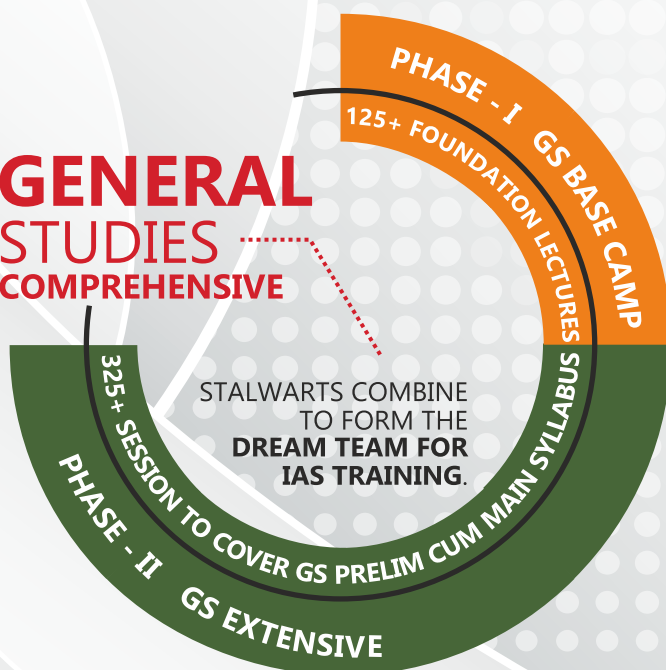 GENERAL
STUDIES
COMPREHENSIVE
PHASE - I GS BASE CAMP
125+ FOUNDATION LECTURES
STALWARTS COMBINE
TO FORM THE
DREAM TEAM FOR
IAS TRAINING.
325+ SESSION TO COVER GS PRELIM CUM MAIN SYLLABUS
PHASE - II GS EXTENSIVE